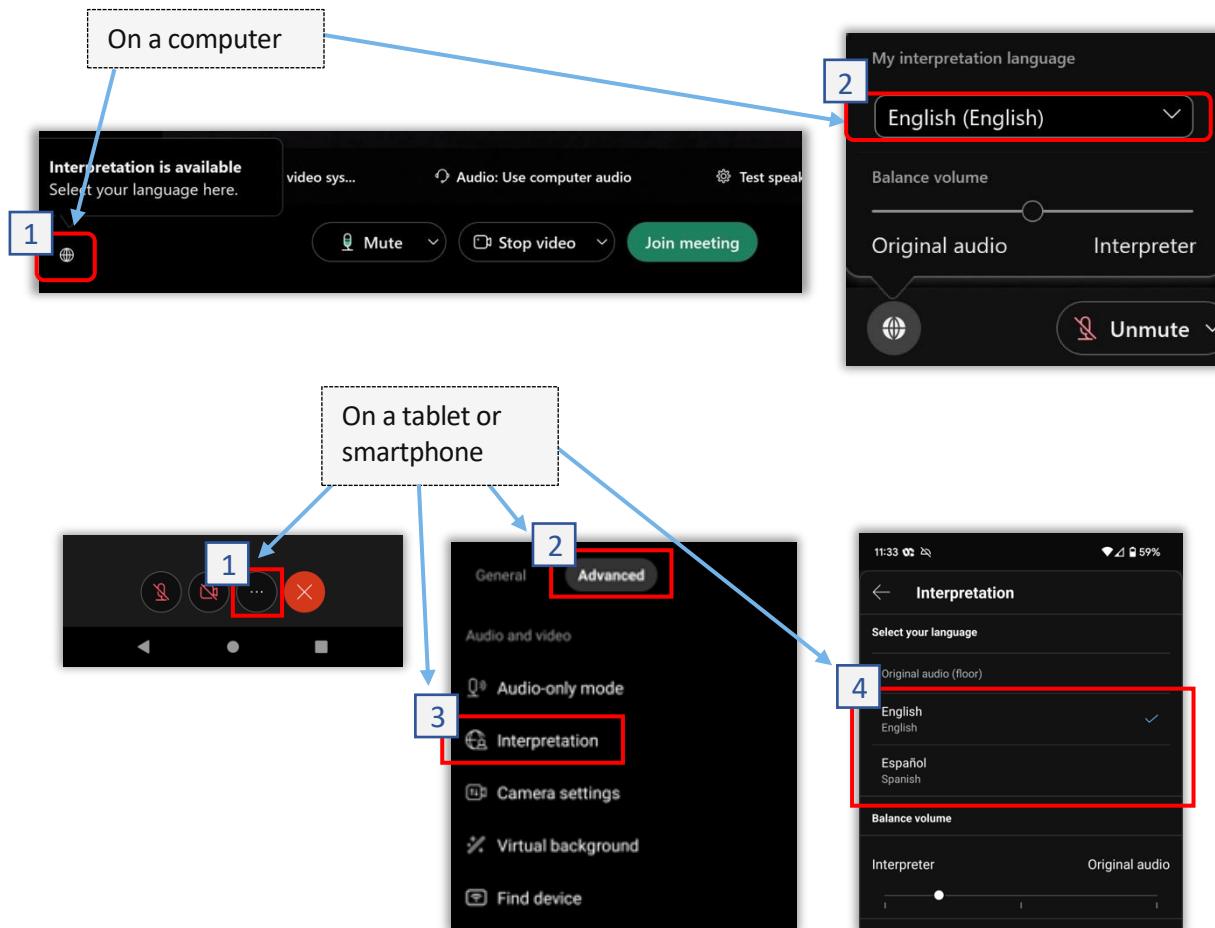 On a computer
Interpretation is available
Select your language here.
video sys...
Audio: Use computer audio
Test speak
1
Mute
Stop video
Join meeting
My interpretation language
2
English (English)
Balance volume
Original audio Interpreter
Unmute
On a tablet or
smartphone
1
...
2
General Advanced
Audio and video
Audio-only mode
3
Interpretation
Camera settings
Virtual background
Find device
11:33 59%
Interpretation
Select your language
Original audio (floor)
4
English
English
Español
Spanish
Balance volume
Interpreter Original audio